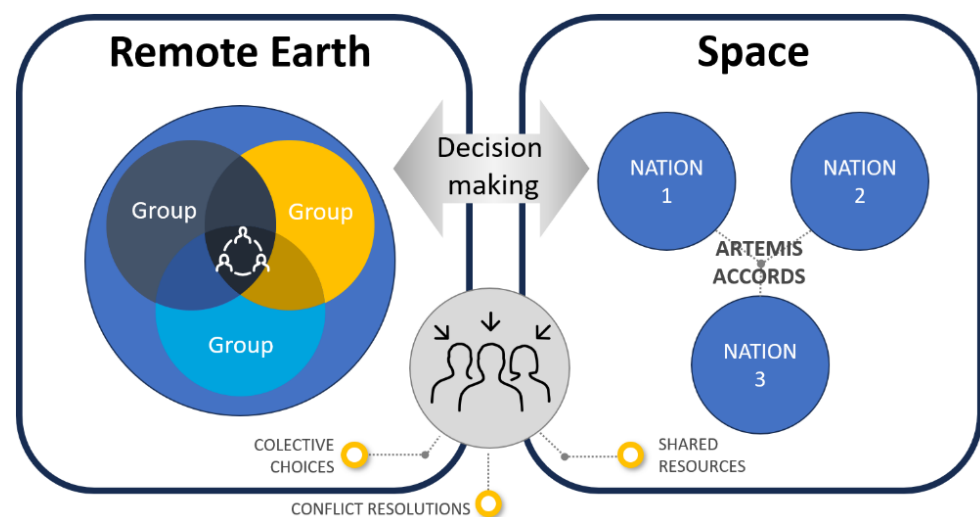 Remote Earth
Space
Decision
making
Group
Group
Group
NATION
1
NATION
2
ARTEMIS
ACCORDS
NATION
3
COLECTIVE
CHOICES
CONFLICT RESOLUTIONS
SHARED
RESOURCES